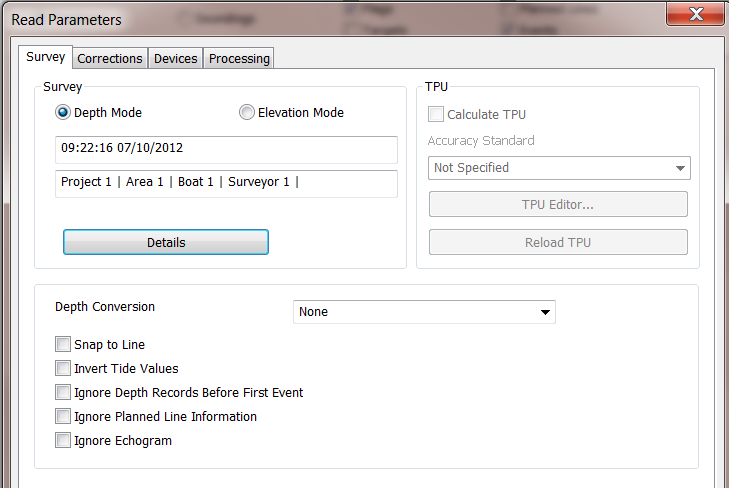 Read Parameters
Survey Corrections Devices Processing
Survey
Depth Mode Elevation Mode
09:22:16 07/10/2012
Project 1 | Area 1 | Boat 1 | Surveyor 1 |
Details
TPU
Calculate TPU
Accuracy Standard
Not Specified
TPU Editor...
Reload TPU
Depth Conversion None
Snap to Line
Invert Tide Values
Ignore Depth Records Before First Event
Ignore Planned Line Information
Ignore Echogram